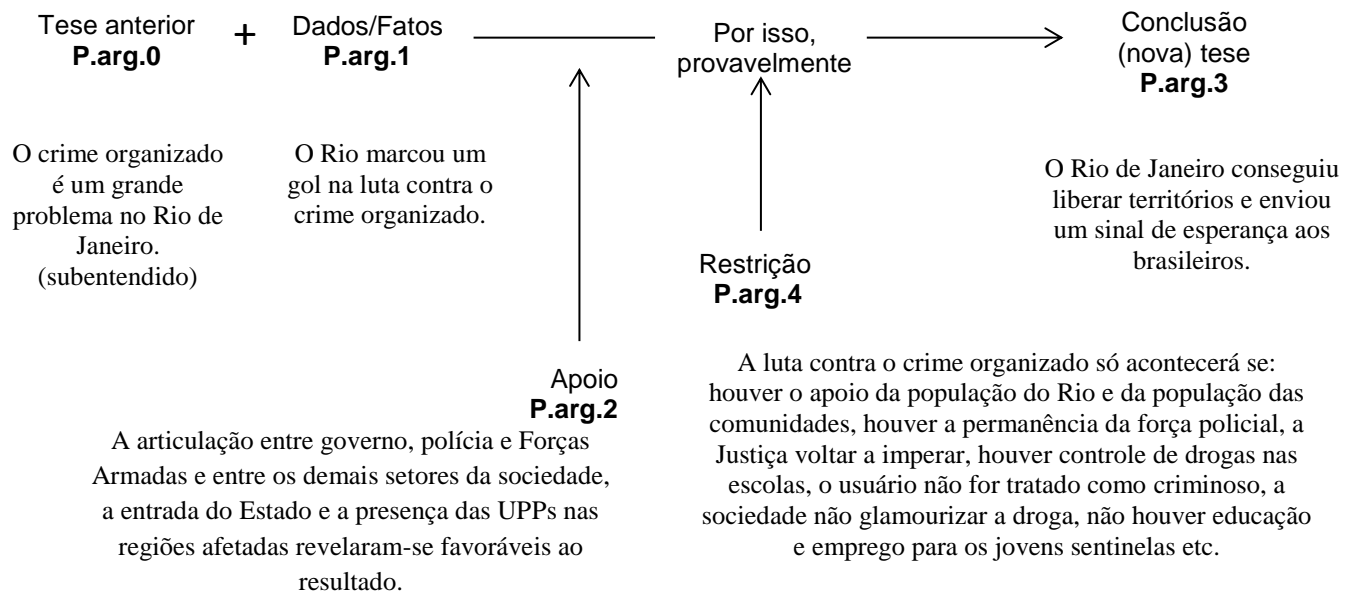 Tese anterior
P.arg.0
+
Dados/Fatos
P.arg.1
Por isso,
provavelmente
Conclusão
(nova) tese
P.arg.3
O crime organizado
é um grande
problema no Rio de
Janeiro.
(subentendido)
O Rio marcou um
gol na luta contra o
crime organizado.
O Rio de Janeiro conseguiu
liberar territórios e enviou
um sinal de esperança aos
brasileiros.
Restrição
P.arg.4
Apoio
P.arg.2
A articulação entre governo, polícia e Forças
Armadas e entre os demais setores da sociedade,
a entrada do Estado e a presença das UPPs nas
regiões afetadas revelaram-se favoráveis ao
resultado.
A luta contra o crime organizado só acontecerá se:
houver o apoio da população do Rio e da população das
comunidades, houver a permanência da força policial, a
Justiça voltar a imperar, houver controle de drogas nas
escolas, o usuário não for tratado como criminoso, a
sociedade não glamourizar a droga, não houver educação
e emprego para os jovens sentinelas etc.